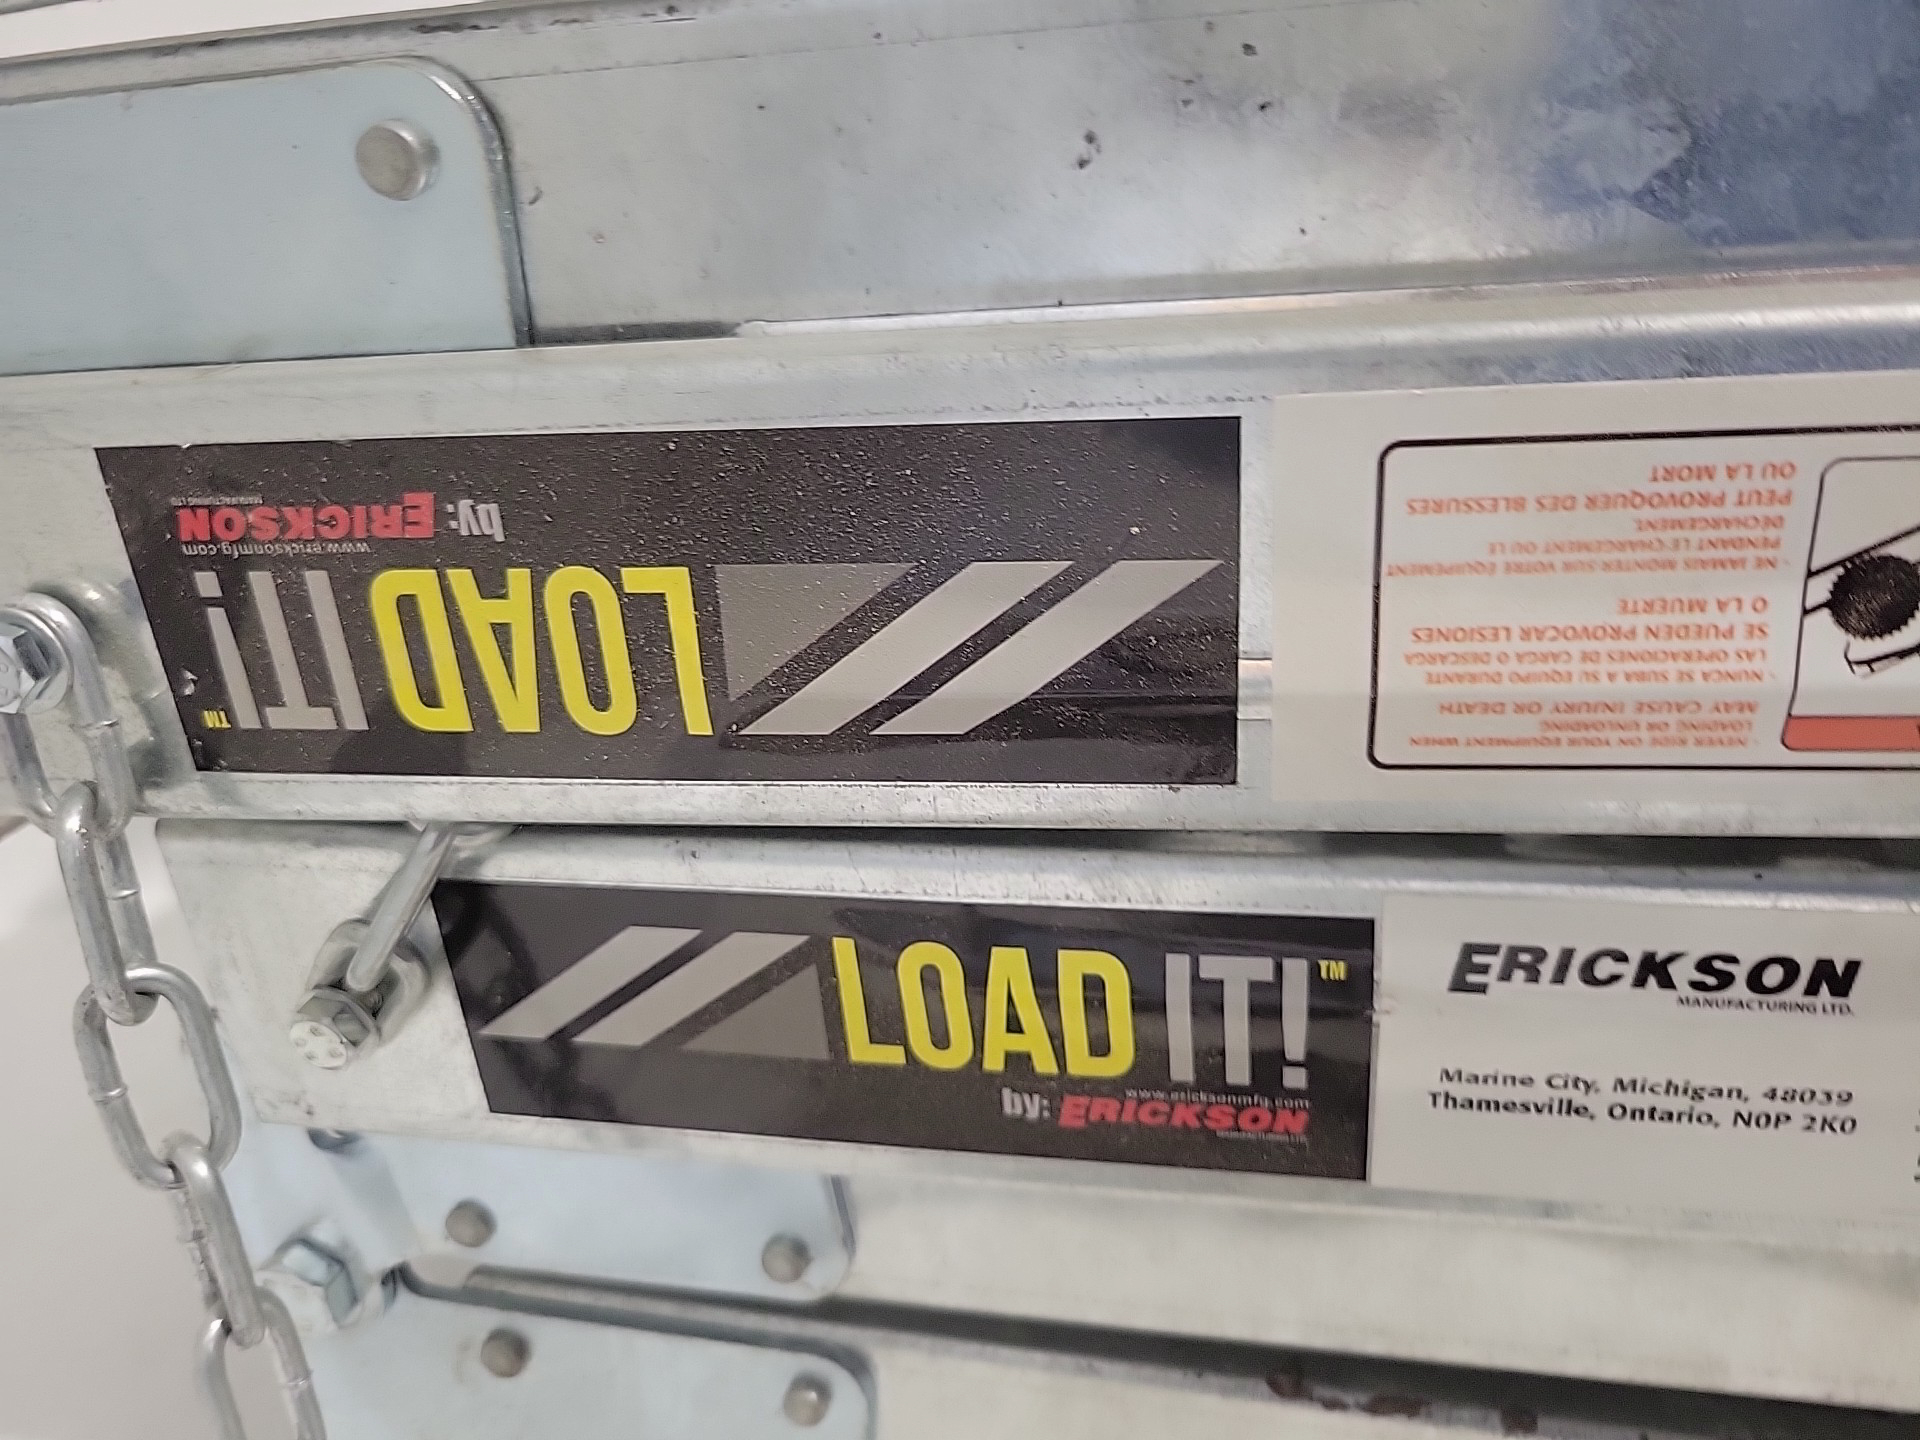 LOAD IT!™
www.ericksonmfg.com
by: ERICKSON
MANUFACTURING LTD.
- NEVER RIDE ON YOUR EQUIPMENT WHEN
LOADING OR UNLOADING
MAY CAUSE INJURY OR DEATH
- NUNCA SE SUBA A SU EQUIPO DURANTE
LAS OPERACIONES DE CARGA O DESCARGA
SE PUEDEN PROVOCAR LESIONES
O LA MUERTE
- NE JAMAIS MONTER SUR VOTRE ÉQUIPEMENT
PENDANT LE CHARGEMENT OU LE
DÉCHARGEMENT.
PEUT PROVOQUER DES BLESSURES
OU LA MORT
LOAD IT!™
www.ericksonmfg.com
by: ERICKSON
MANUFACTURING LTD.
ERICKSON
MANUFACTURING LTD.
Marine City, Michigan, 48039
Thamesville, Ontario, N0P 2K0